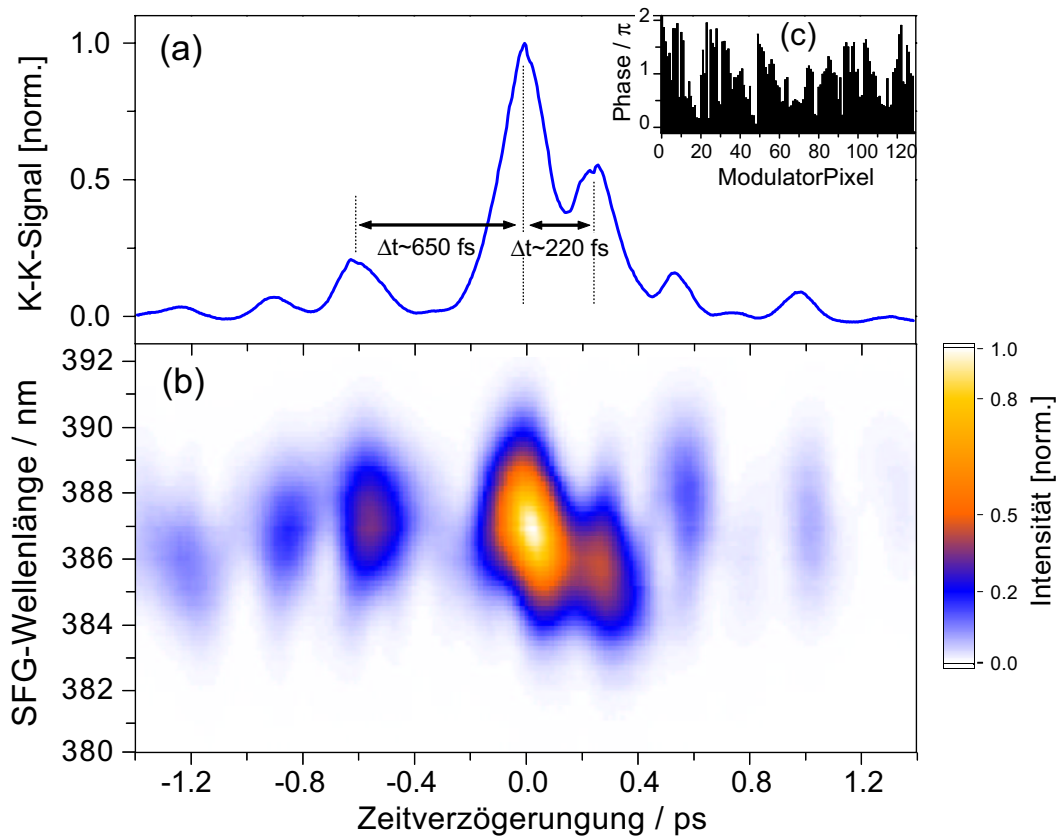 (a)
K-K-Signal [norm.]
1.0
0.5
0.0
Δt~650 fs
Δt~220 fs
(c)
Phase / π
2
1
0
0 20 40 60 80 100 120
ModulatorPixel
(b)
SFG-Wellenlänge / nm
392
390
388
386
384
382
380
-1.2 -0.8 -0.4 0.0 0.4 0.8 1.2
Zeitverzögerungung / ps
1.0
0.8
0.5
0.2
0.0
Intensität [norm.]